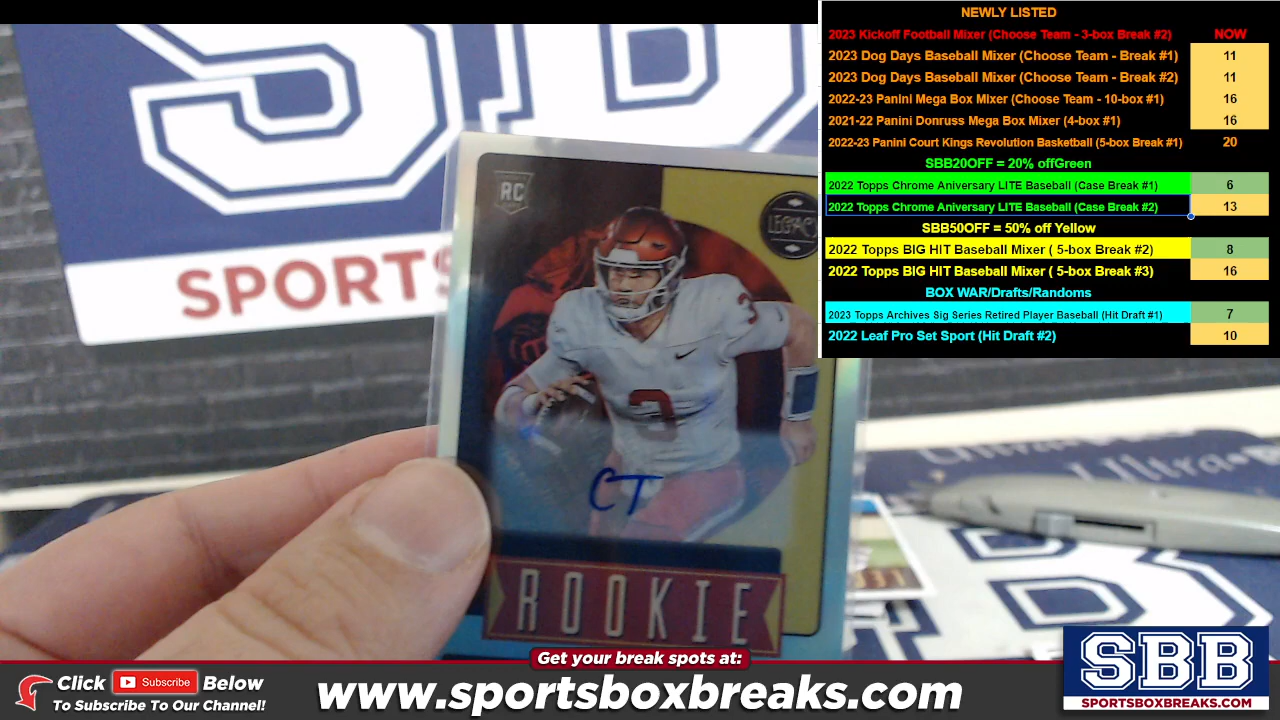 NEWLY LISTED
2023 Kickoff Football Mixer (Choose Team - 3-box Break #2) NOW
2023 Dog Days Baseball Mixer (Choose Team - Break #1) 11
2023 Dog Days Baseball Mixer (Choose Team - Break #2) 11
2022-23 Panini Mega Box Mixer (Choose Team - 10-box #1) 16
2021-22 Panini Donruss Mega Box Mixer (4-box #1) 16
2022-23 Panini Court Kings Revolution Basketball (5-box Break #1) 20
SBB20OFF = 20% offGreen
2022 Topps Chrome Aniversary LITE Baseball (Case Break #1) 6
2022 Topps Chrome Aniversary LITE Baseball (Case Break #2) 13
SBB50OFF = 50% off Yellow
2022 Topps BIG HIT Baseball Mixer ( 5-box Break #2) 8
2022 Topps BIG HIT Baseball Mixer ( 5-box Break #3) 16
BOX WAR/Drafts/Randoms
2023 Topps Archives Sig Series Retired Player Baseball (Hit Draft #1) 7
2022 Leaf Pro Set Sport (Hit Draft #2) 10
SPORTS
RC
LEGACY
3
3
CT
ROOKIE
Ultra
Get your break spots at:
Click Subscribe Below
To Subscribe To Our Channel!
www.sportsboxbreaks.com
SBB
SPORTSBOXBREAKS.COM